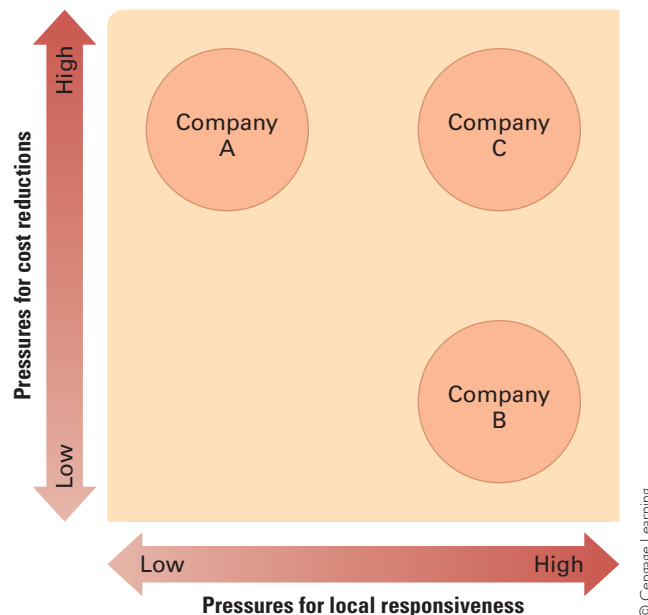 High
Company
A
Company
C
Pressures for cost reductions
Company
B
Low
Low
High
Pressures for local responsiveness
© Cengage Learning